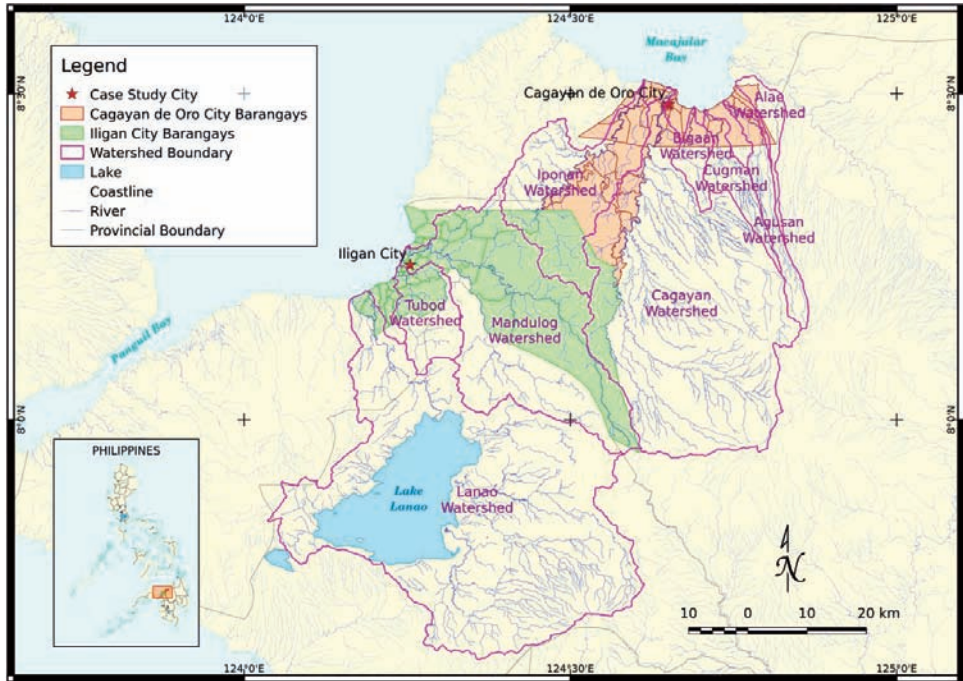 124°0'E
124°30'E
125°0'E
Macajalar
Bay
Legend
Case Study City
Cagayan de Oro City Barangays
Iligan City Barangays
Watershed Boundary
Lake
Coastline
River
Provincial Boundary
8°30'N
8°30'N
Cagayan de Oro City
Alae
Watershed
Bigaan
Watershed
Iponan
Watershed
Cugman
Watershed
Agusan
Watershed
Iligan City
Cagayan
Watershed
Tubod
Watershed
Mandulog
Watershed
Panguil Bay
8°0'N
8°0'N
PHILIPPINES
Lake
Lanao
Lanao
Watershed
N
10 0 10 20 km
124°0'E
124°30'E
125°0'E